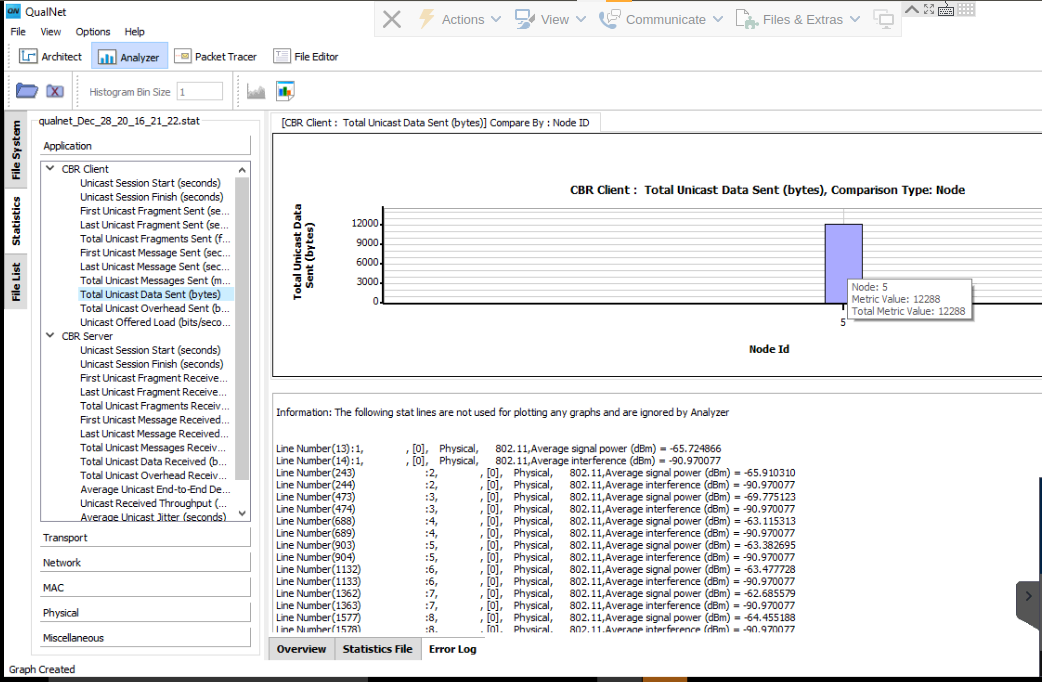 QN QualNet
File View Options Help
Actions View Communicate Files & Extras
Architect Analyzer Packet Tracer File Editor
Histogram Bin Size 1
File System
Statistics
File List
qualnet_Dec_28_20_16_21_22.stat
Application
CBR Client
Unicast Session Start (seconds)
Unicast Session Finish (seconds)
First Unicast Fragment Sent (se...
Last Unicast Fragment Sent (se...
Total Unicast Fragments Sent (f...
First Unicast Message Sent (sec...
Last Unicast Message Sent (sec...
Total Unicast Messages Sent (m...
Total Unicast Data Sent (bytes)
Total Unicast Overhead Sent (b...
Unicast Offered Load (bits/seco...
CBR Server
Unicast Session Start (seconds)
Unicast Session Finish (seconds)
First Unicast Fragment Receive...
Last Unicast Fragment Receive...
Total Unicast Fragments Receiv...
First Unicast Message Received...
Last Unicast Message Received...
Total Unicast Messages Receiv...
Total Unicast Data Received (b...
Total Unicast Overhead Receiv...
Average Unicast End-to-End De...
Unicast Received Throughput (...
Average Unicast Jitter (seconds)
Transport
Network
MAC
Physical
Miscellaneous
[CBR Client : Total Unicast Data Sent (bytes)] Compare By : Node ID
CBR Client : Total Unicast Data Sent (bytes), Comparison Type: Node
Total Unicast Data
Sent (bytes)
12000
9000
6000
3000
0
Node: 5
Metric Value: 12288
Total Metric Value: 12288
5
Node Id
Information: The following stat lines are not used for plotting any graphs and are ignored by Analyzer
Line Number(13):1, , [0], Physical, 802.11,Average signal power (dBm) = -65.724866
Line Number(14):1, , [0], Physical, 802.11,Average interference (dBm) = -90.970077
Line Number(243) :2, , [0], Physical, 802.11,Average signal power (dBm) = -65.910310
Line Number(244) :2, , [0], Physical, 802.11,Average interference (dBm) = -90.970077
Line Number(473) :3, , [0], Physical, 802.11,Average signal power (dBm) = -69.775123
Line Number(474) :3, , [0], Physical, 802.11,Average interference (dBm) = -90.970077
Line Number(688) :4, , [0], Physical, 802.11,Average signal power (dBm) = -63.115313
Line Number(689) :4, , [0], Physical, 802.11,Average interference (dBm) = -90.970077
Line Number(903) :5, , [0], Physical, 802.11,Average signal power (dBm) = -63.382695
Line Number(904) :5, , [0], Physical, 802.11,Average interference (dBm) = -90.970077
Line Number(1132) :6, , [0], Physical, 802.11,Average signal power (dBm) = -63.477728
Line Number(1133) :6, , [0], Physical, 802.11,Average interference (dBm) = -90.970077
Line Number(1362) :7, , [0], Physical, 802.11,Average signal power (dBm) = -62.685579
Line Number(1363) :7, , [0], Physical, 802.11,Average interference (dBm) = -90.970077
Line Number(1577) :8, , [0], Physical, 802.11,Average signal power (dBm) = -64.455188
Line Number(1578) :8, , [0], Physical, 802.11,Average interference (dBm) = -90.970077
Overview Statistics File Error Log
Graph Created